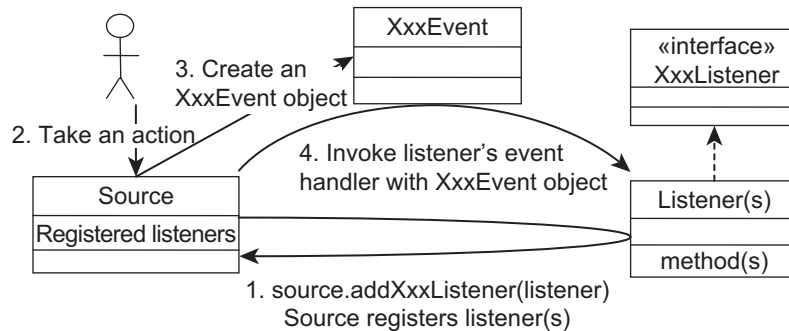 XxxEvent
«interface»
XxxListener
3. Create an
XxxEvent object
2. Take an action
4. Invoke listener’s event
handler with XxxEvent object
Source
Registered listeners
Listener(s)
method(s)
1. source.addXxxListener(listener)
Source registers listener(s)